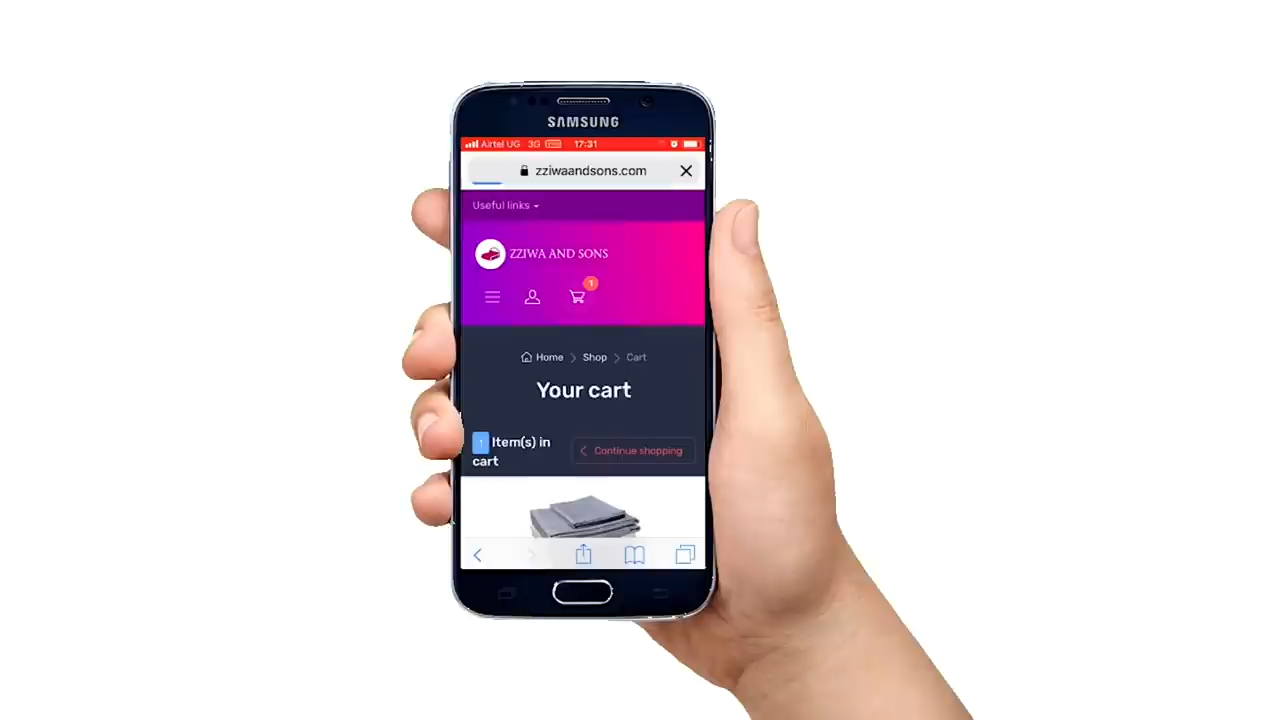 SAMSUNG
Airtel UG 3G VPN 17:31
zziwaandsons.com
Useful links
ZZIWA AND SONS
1
Home Shop Cart
Your cart
1 Item(s) in
cart
Continue shopping